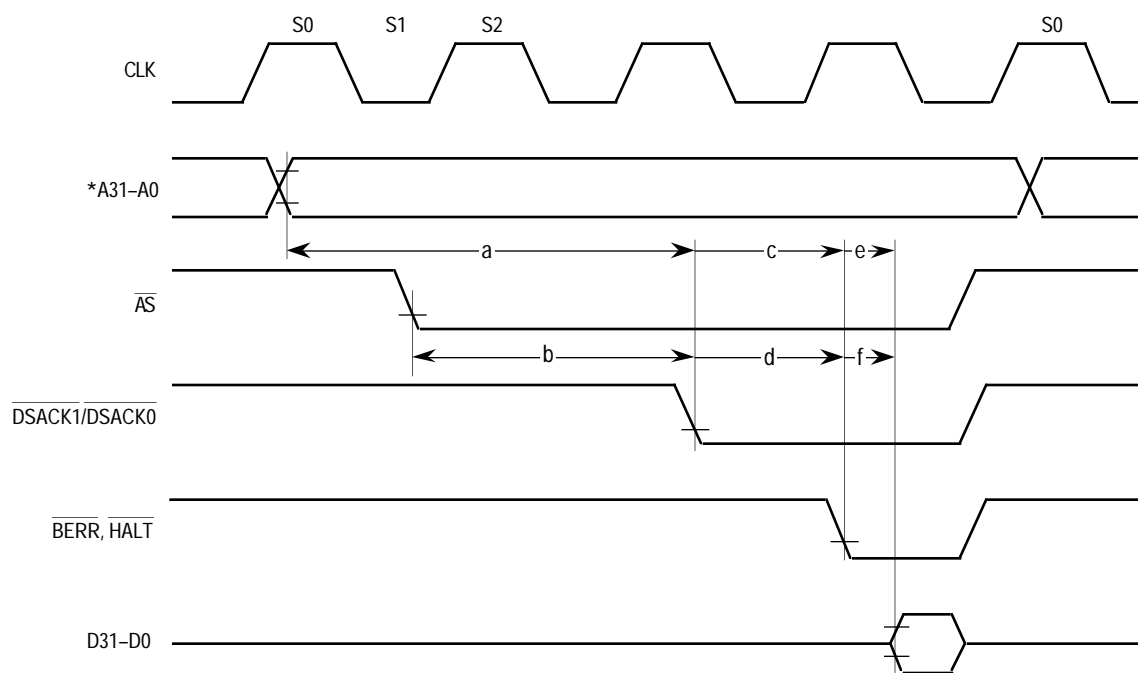 S0 S1 S2 S0
CLK
*A31–A0
a c e
AS
b d f
DSACK1/DSACK0
BERR, HALT
D31–D0